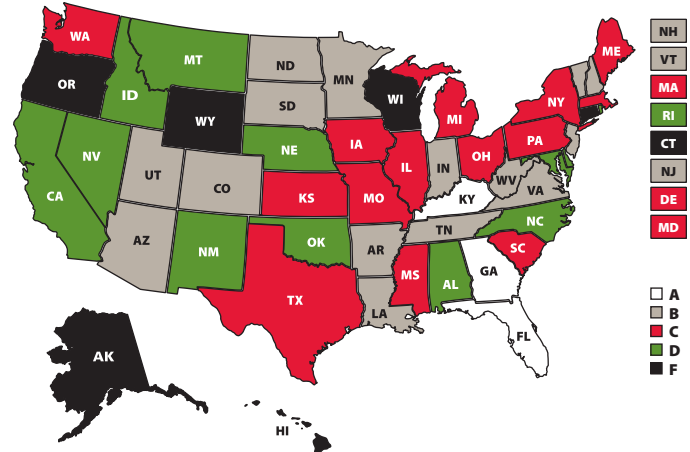 WA
MT
ND
MN
ME
OR
ID
SD
WI
WY
MI
NY
IA
NE
PA
NV
UT
CO
IL
IN
OH
WV
VA
CA
KS
MO
KY
NC
TN
AZ
NM
OK
AR
SC
MS
AL
GA
TX
LA
FL
AK
HI
NH
VT
MA
RI
CT
NJ
DE
MD
A
B
C
D
F